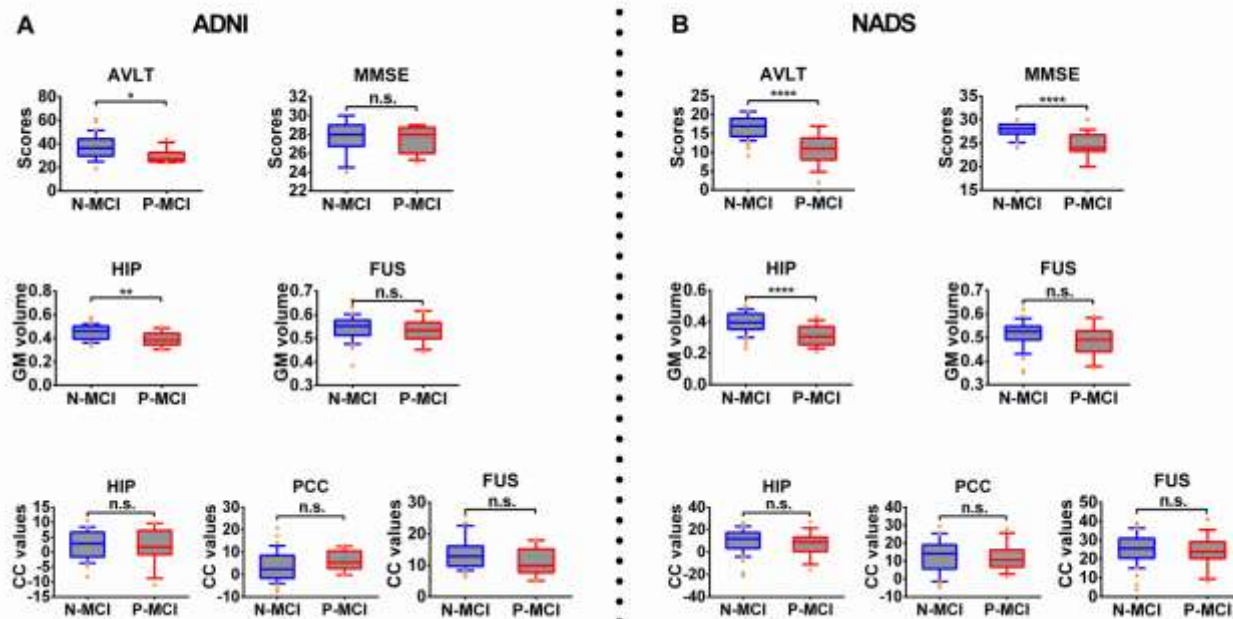 A ADNI
AVLT MMSE
Scores 80 60 40 20 0 * N-MCI P-MCI
Scores 32 30 28 26 24 22 n.s. N-MCI P-MCI
HIP FUS
GM volume 0.8 0.6 0.4 0.2 0.0 ** N-MCI P-MCI
GM volume 0.7 0.6 0.5 0.4 0.3 n.s. N-MCI P-MCI
HIP PCC FUS
CC values 15 10 5 0 -5 -10 -15 n.s. N-MCI P-MCI
CC values 30 20 10 0 -10 n.s. N-MCI P-MCI
CC values 30 20 10 0 n.s. N-MCI P-MCI
B NADS
AVLT MMSE
Scores 25 20 15 10 5 0 **** N-MCI P-MCI
Scores 35 30 25 20 15 **** N-MCI P-MCI
HIP FUS
GM volume 0.6 0.4 0.2 0.0 **** N-MCI P-MCI
GM volume 0.7 0.6 0.5 0.4 0.3 n.s. N-MCI P-MCI
HIP PCC FUS
CC values 40 20 0 -20 -40 n.s. N-MCI P-MCI
CC values 40 30 20 10 0 -10 n.s. N-MCI P-MCI
CC values 50 40 30 20 10 0 n.s. N-MCI P-MCI